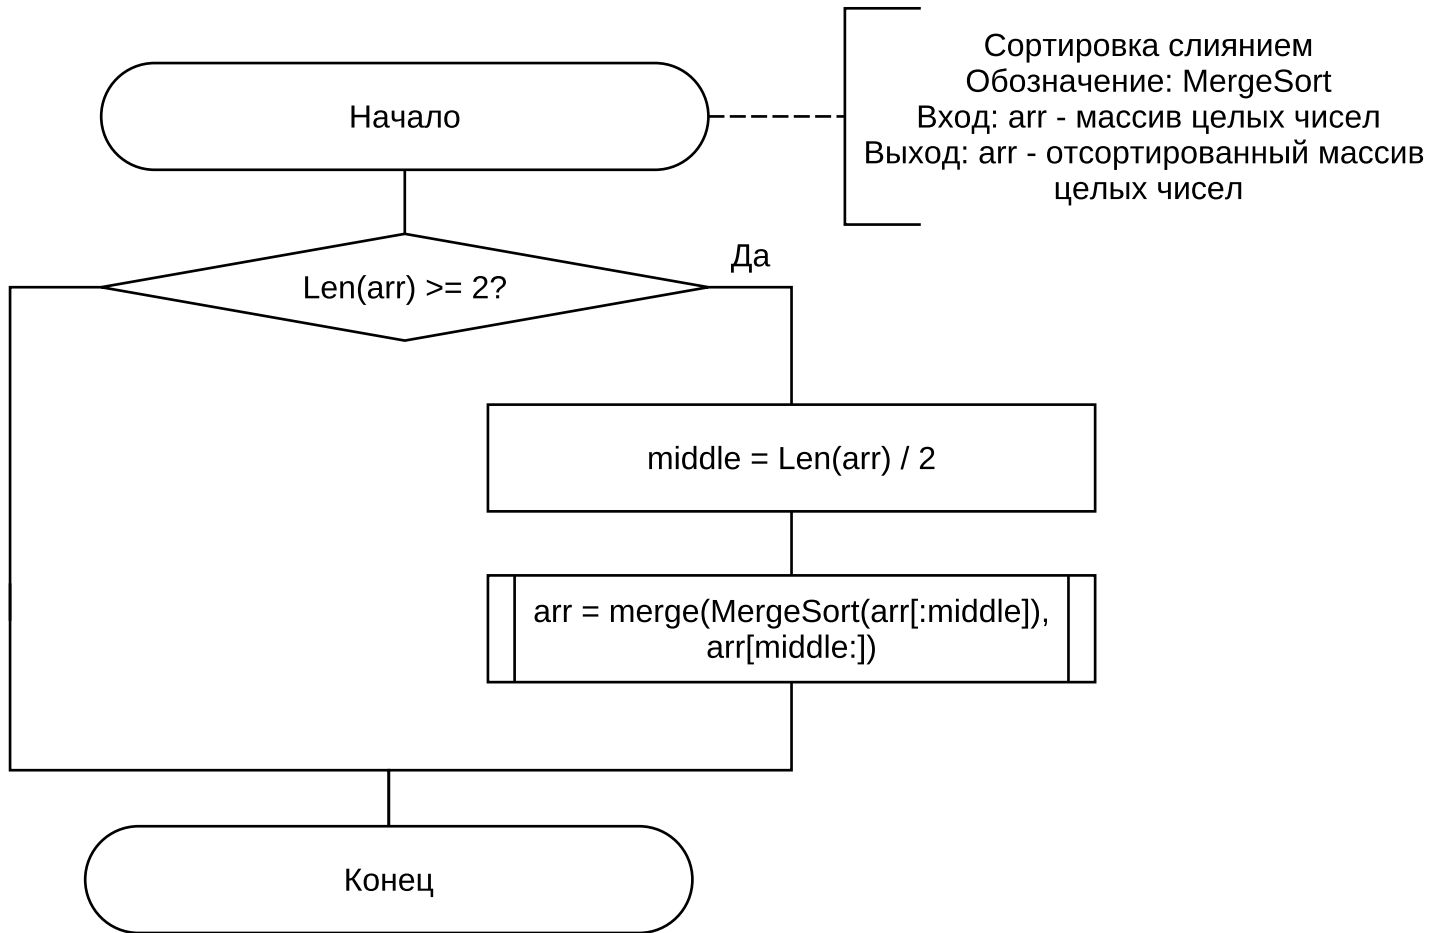 Сортировка слиянием
Обозначение: MergeSort
Вход: arr - массив целых чисел
Выход: arr - отсортированный массив
целых чисел
Начало
Да
Len(arr) >= 2?
middle = Len(arr) / 2
arr = merge(MergeSort(arr[:middle]),
arr[middle:])
Конец